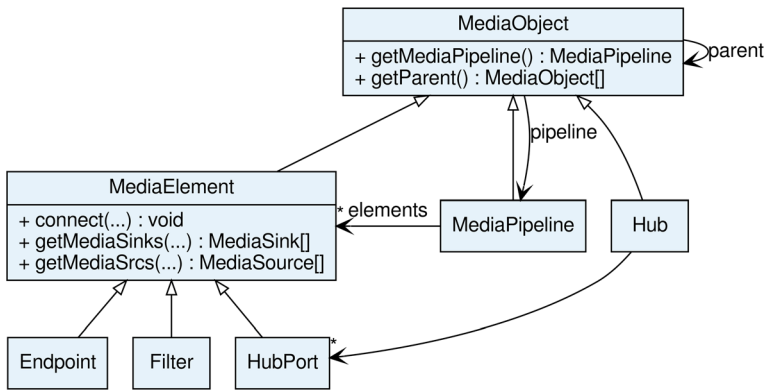 MediaObject
+ getMediaPipeline() : MediaPipeline
+ getParent() : MediaObject[]
parent
pipeline
MediaElement
+ connect(...) : void
+ getMediaSinks(...) : MediaSink[]
+ getMediaSrcs(...) : MediaSource[]
* elements
MediaPipeline
Hub
Endpoint
Filter
HubPort
*